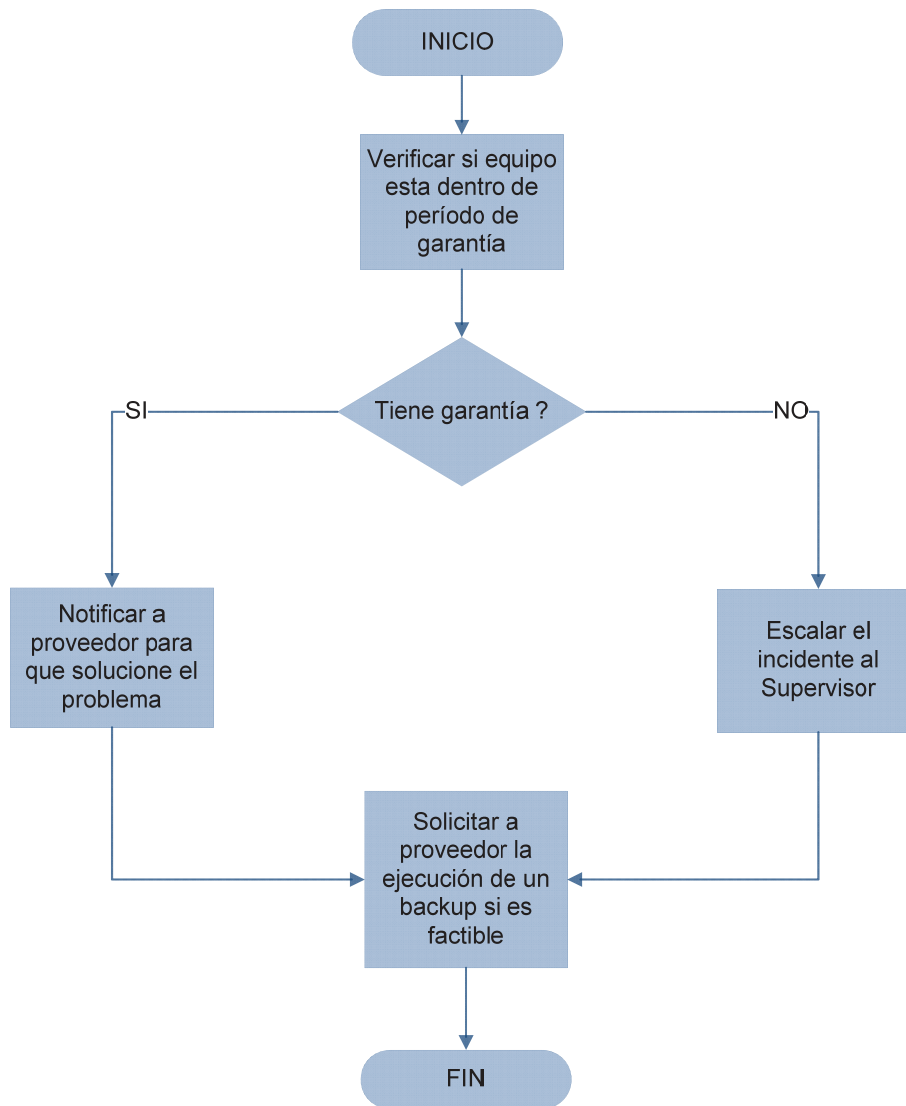 INICIO
Verificar si equipo
esta dentro de
período de
garantía
Tiene garantía ?
SI
NO
Notificar a
proveedor para
que solucione el
problema
Escalar el
incidente al
Supervisor
Solicitar a
proveedor la
ejecución de un
backup si es
factible
FIN